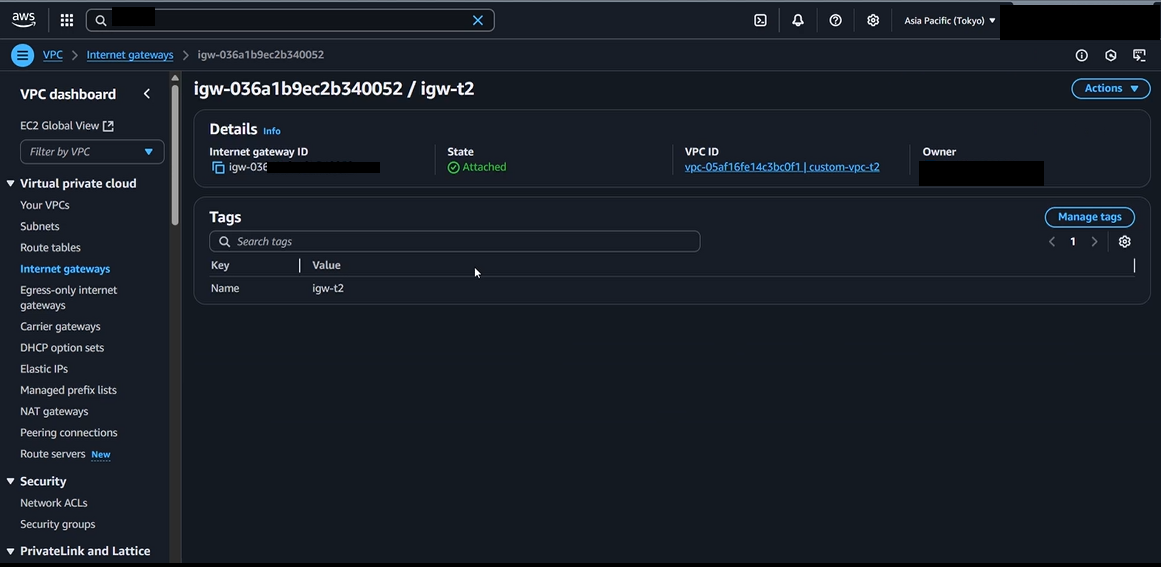 aws
Asia Pacific (Tokyo)
VPC > Internet gateways > igw-036a1b9ec2b340052
VPC dashboard
EC2 Global View
Filter by VPC
Virtual private cloud
Your VPCs
Subnets
Route tables
Internet gateways
Egress-only internet
gateways
Carrier gateways
DHCP option sets
Elastic IPs
Managed prefix lists
NAT gateways
Peering connections
Route servers New
Security
Network ACLs
Security groups
PrivateLink and Lattice
igw-036a1b9ec2b340052 / igw-t2
Actions
Details Info
Internet gateway ID
igw-036
State
Attached
VPC ID
vpc-05af16fe14c3bc0f1 | custom-vpc-t2
Owner
Tags
Manage tags
Search tags
1
Key Value
Name igw-t2